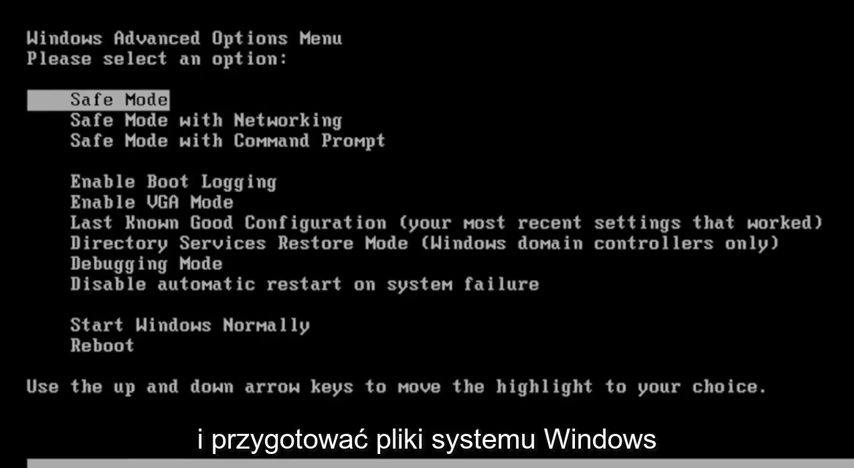 Windows Advanced Options Menu
Please select an option:
Safe Mode
Safe Mode with Networking
Safe Mode with Command Prompt
Enable Boot Logging
Enable VGA Mode
Last Known Good Configuration (your most recent settings that worked)
Directory Services Restore Mode (Windows domain controllers only)
Debugging Mode
Disable automatic restart on system failure
Start Windows Normally
Reboot
Use the up and down arrow keys to move the highlight to your choice.
i przygotować pliki systemu Windows